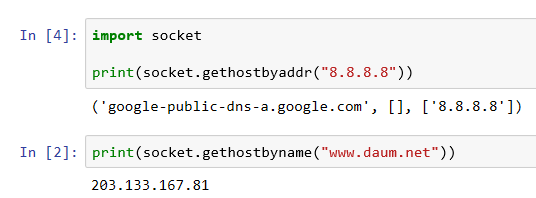 In [4]: import socket
print(socket.gethostbyaddr("8.8.8.8"))
('google-public-dns-a.google.com', [], ['8.8.8.8'])
In [2]: print(socket.gethostbyname("www.daum.net"))
203.133.167.81